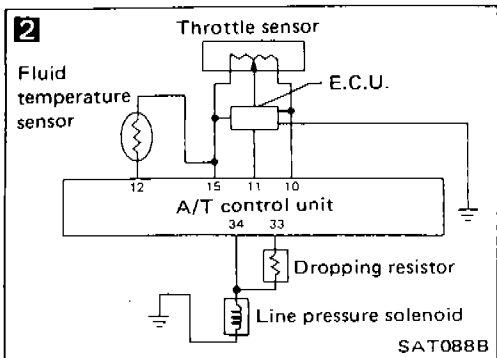 2
Throttle sensor
Fluid
temperature
sensor
E.C.U.
12 15 11 10
A/T control unit
34 33
Dropping resistor
Line pressure solenoid
SAT088B